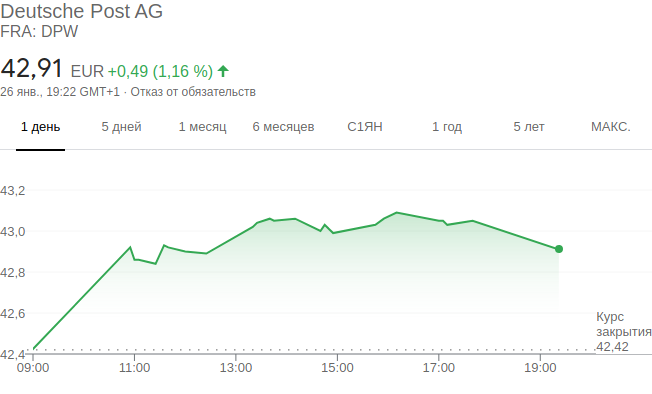 Deutsche Post AG
FRA: DPW
42,91 EUR +0,49 (1,16 %)
26 янв., 19:22 GMT+1 · Отказ от обязательств
1 день 5 дней 1 месяц 6 месяцев С1ЯН 1 год 5 лет МАКС.
43,2
43,0
42,8
42,6
Курс
закрытия
42,42
42,4
09:00 11:00 13:00 15:00 17:00 19:00